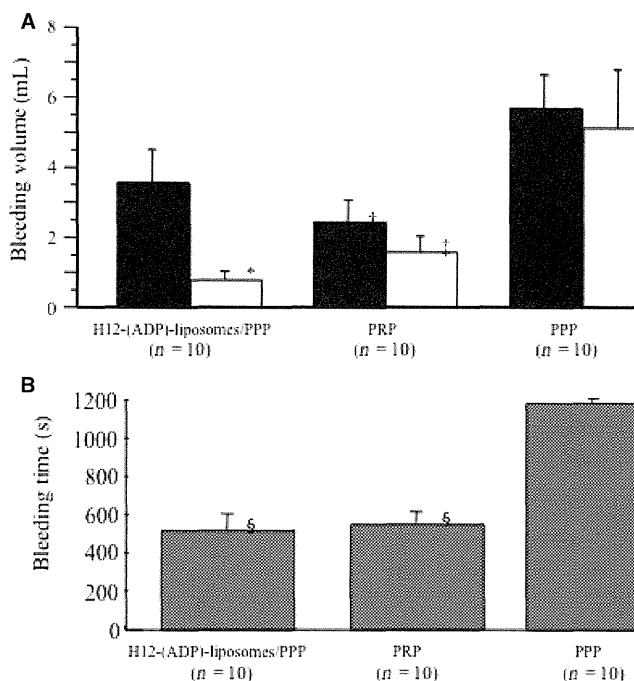 A
Bleeding volume (mL)
8
6
4
2
0
*
†
‡
H12-(ADP)-liposomes/PPP
(n = 10)
PRP
(n = 10)
PPP
(n = 10)
B
Bleeding time (s)
1200
1000
800
600
400
200
0
§
§
H12-(ADP)-liposomes/PPP
(n = 10)
PRP
(n = 10)
PPP
(n = 10)